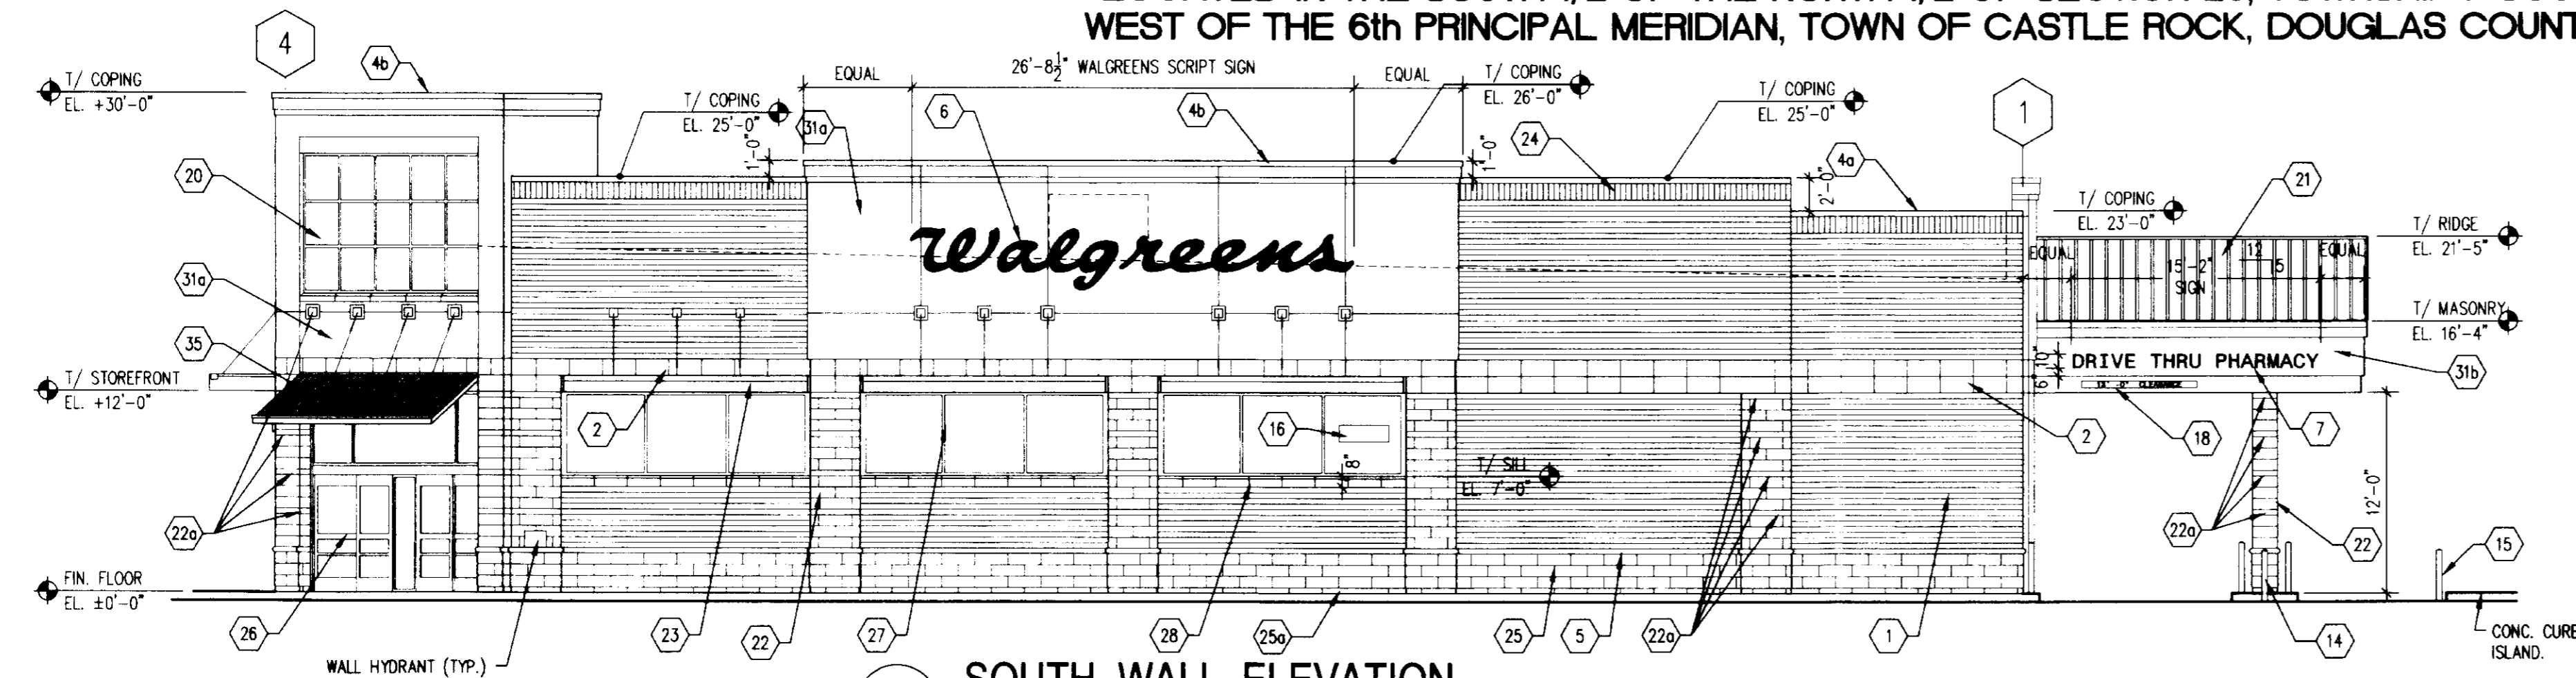 WEST OF THE 6th PRINCIPAL MERIDIAN, TOWN OF CASTLE ROCK, DOUGLAS
4
4b
T/ COPING
EL. +30'-0"
EQUAL
26'-8½" WALGREENS SCRIPT SIGN
EQUAL
T/ COPING
EL. 26'-0"
1
T/ COPING
EL. 25'-0"
31a
6
4b
24
T/ COPING
EL. 25'-0"
4a
1'-0"
1'-0"
2'-0"
20
21
T/ COPING
EL. 23'-0"
T/ RIDGE
EL. 21'-5"
Walgreens
EQUAL
15'-2"
SIGN
12
15
EQUAL
31a
T/ MASONRY
EL. 16'-4"
35
10"
DRIVE THRU PHARMACY
31b
T/ STOREFRONT
EL. +12'-0"
6"
CLEARANCE
2
16
2
18
7
8"
T/ SILL
EL. 7'-0"
12'-0"
22a
22a
22
15
FIN. FLOOR
EL. ±0'-0"
26
23
22
27
28
25a
25
5
22a
1
14
CONC. CURB
ISLAND.
WALL HYDRANT (TYP.)
SOUTH WALL ELEVATION